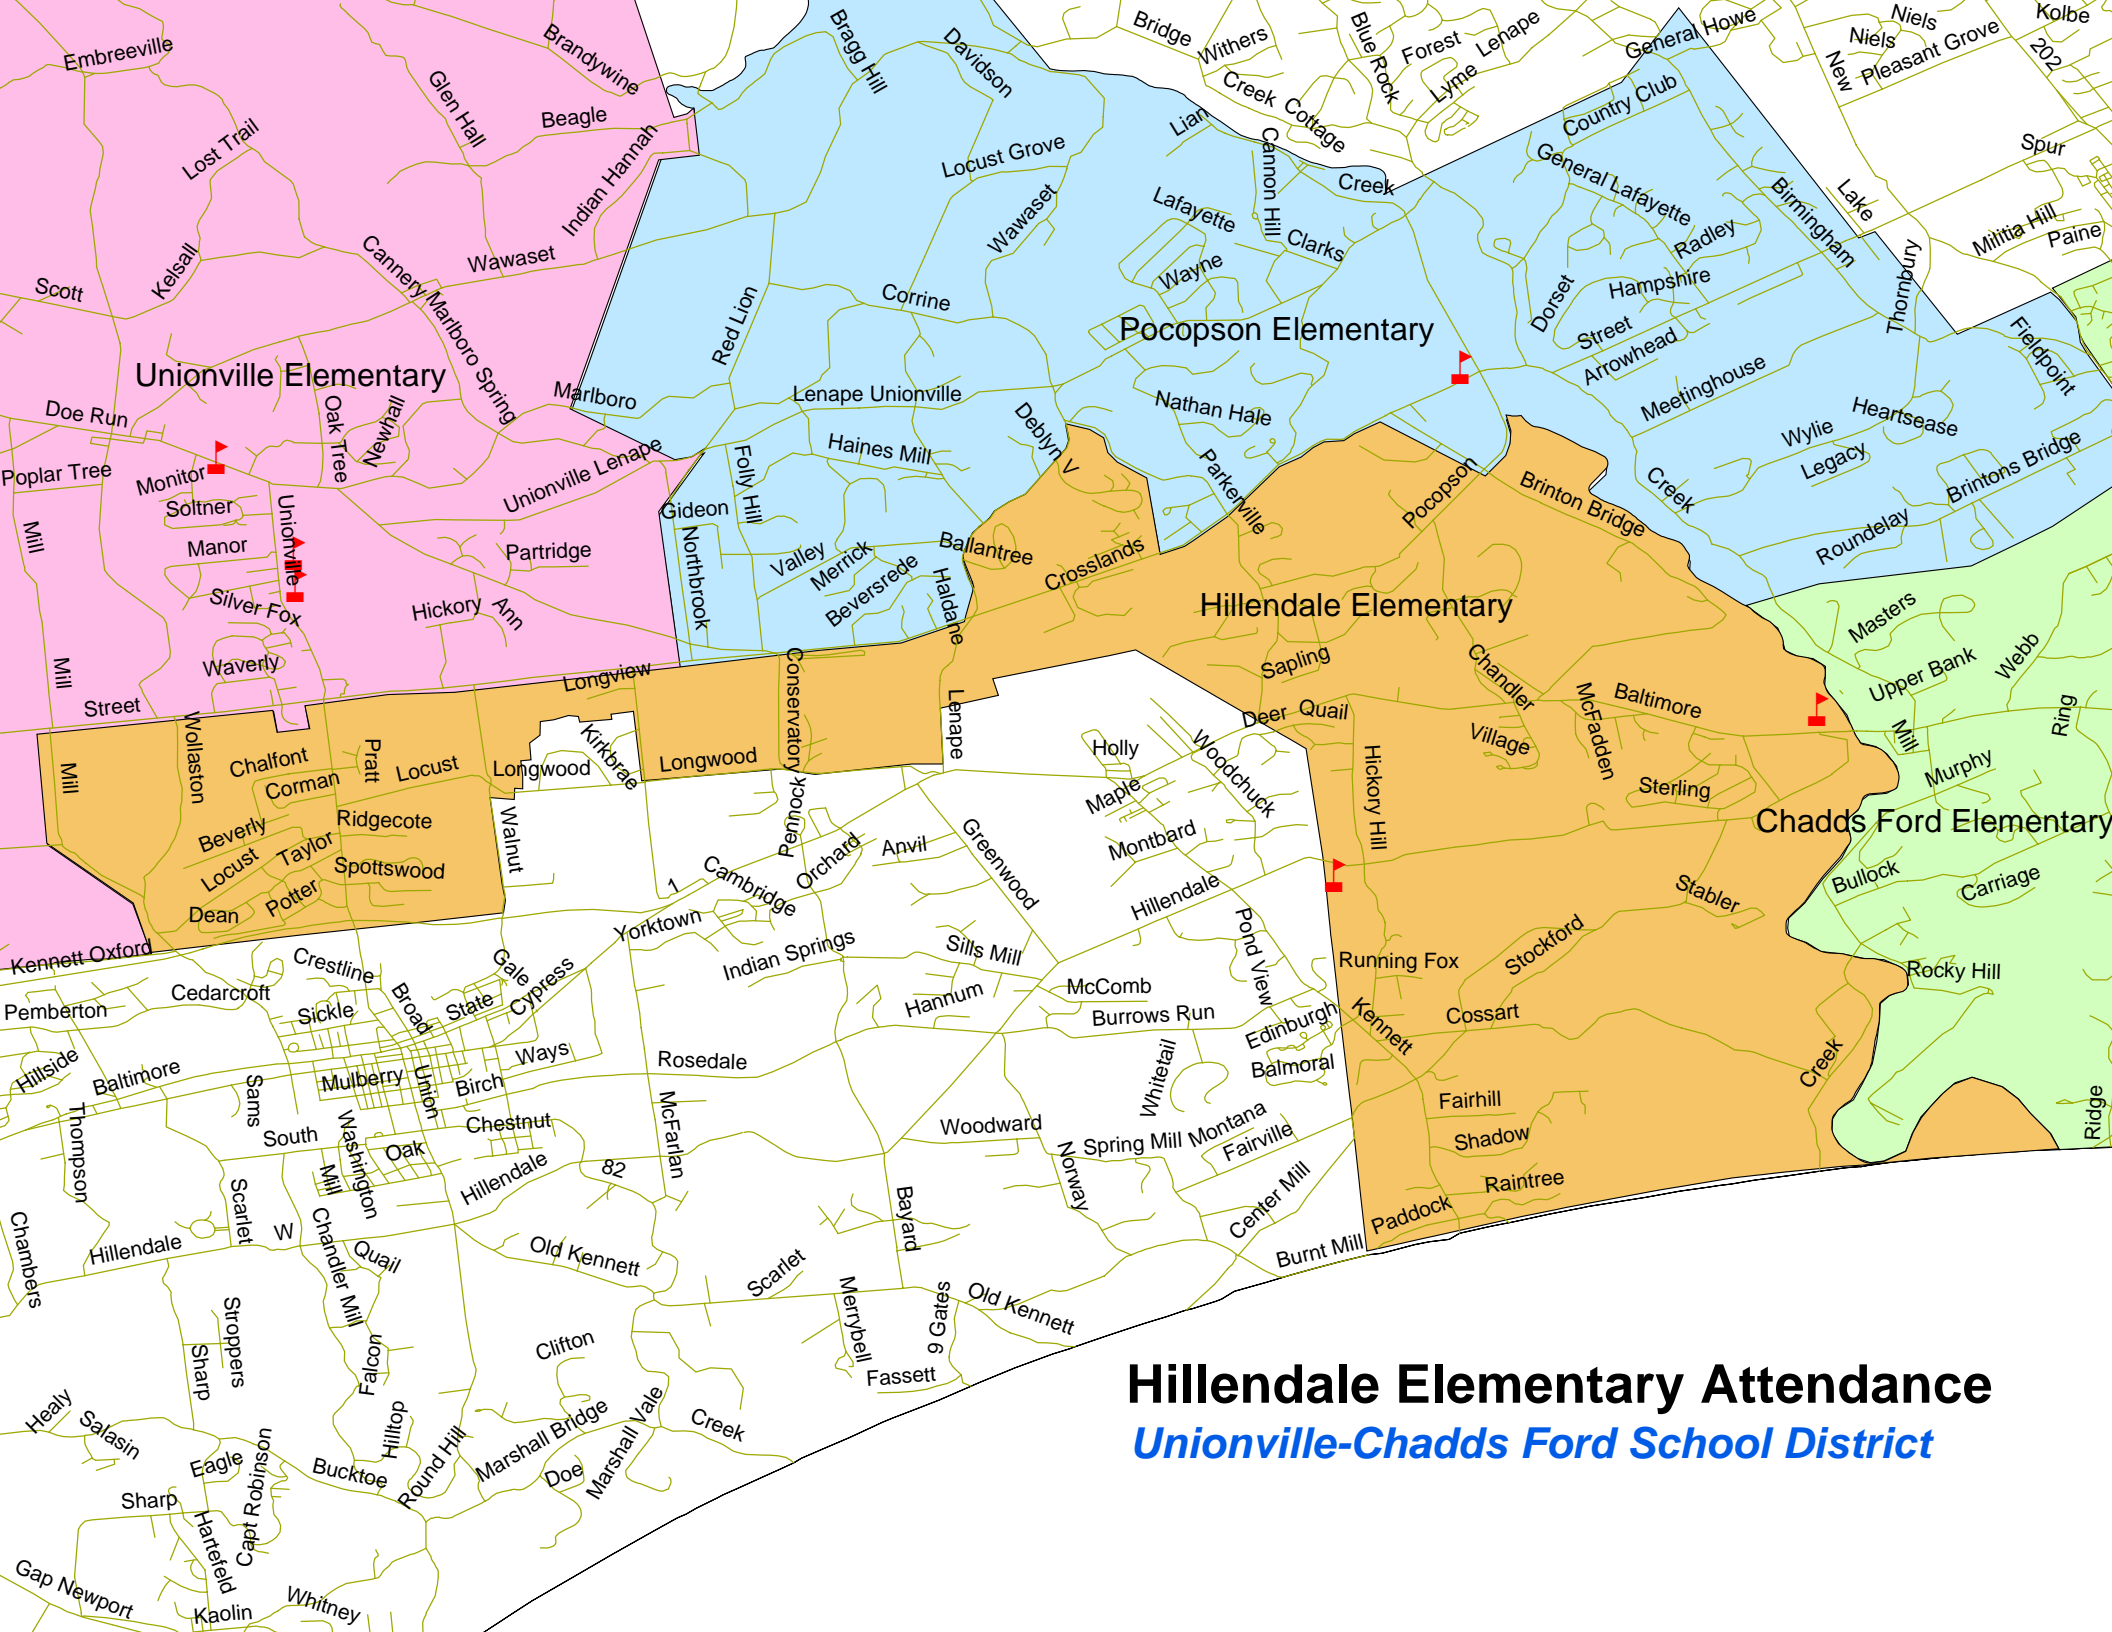 Embreeville
Brandywine
Bragg Hill
Davidson
Bridge
Withers
Blue Rock
Forest
Lenape
Lyme
General Howe
New
Niels
Niels
Pleasant Grove
Kolbe
202
Glen Hall
Beagle
Lost Trail
Indian Hannah
Locust Grove
Lian
Creek
Cottage
Cannon Hill
Country Club
Creek
General Lafayette
Birmingham
Lake
Spur
Militia Hill
Paine
Kelsall
Scott
Cannery
Marlboro Spring
Wawaset
Wawaset
Lafayette
Clarks
Wayne
Radley
Hampshire
Dorset
Thornbury
Red Lion
Corrine
Pocopson Elementary
Street
Arrowhead
Fieldpoint
Unionville Elementary
Marlboro
Lenape Unionville
Meetinghouse
Doe Run
Oak Tree
Newhall
Nathan Hale
Heartsease
Wylie
Legacy
Brintons Bridge
Poplar Tree
Monitor
Soltner
Unionville
Unionville Lenape
Haines Mill
Deblyn V
Folly Hill
Parkerville
Pocopson
Brinton Bridge
Creek
Roundelay
Mill
Manor
Gideon
Partridge
Northbrook
Valley
Merrick
Beversrede
Ballantree
Haldane
Crosslands
Hillendale Elementary
Silver Fox
Hickory
Ann
Masters
Webb
Upper Bank
Mill
Waverly
Longview
Conservatory
Sapling
Chandler
McFadden
Baltimore
Street
Wollaston
Lenape
Deer
Quail
Village
Mill
Ring
Mill
Chalfont
Corman
Pratt
Locust
Longwood
Kirkbrae
Longwood
Holly
Woodchuck
Hickory Hill
Sterling
Murphy
Chadds Ford Elementary
Beverly
Locust
Taylor
Ridgecote
Spottswood
Walnut
Pennock
Orchard
Anvil
Greenwood
Maple
Montbard
Dean
Potter
1
Cambridge
Hillendale
Stabler
Bullock
Carriage
Kennett Oxford
Crestline
Gale
Cypress
Yorktown
Indian Springs
Sills Mill
Pond View
Running Fox
Stockford
Rocky Hill
Cedarcroft
Pemberton
Sickle
Broad
State
Hannum
McComb
Burrows Run
Edinburgh
Kennett
Cossart
Hillside
Baltimore
Sams
Mulberry
Union
Birch
Ways
Rosedale
Whitetail
Balmoral
Creek
Thompson
South
Washington
Oak
Chestnut
McFarlan
Woodward
Spring Mill
Montana
Fairville
Fairhill
Shadow
Ridge
Mill
Hillendale
82
Norway
Raintree
Chambers
Scarlet
W
Hillendale
Chandler Mill
Quail
Old Kennett
Bayard
Center Mill
Burnt Mill
Paddock
Scarlet
Merrybell
9 Gates
Old Kennett
Stroppers
Sharp
Falcon
Clifton
Fassett
Hillendale Elementary Attendance
Unionville-Chadds Ford School District
Healy
Salasin
Eagle
Capt Robinson
Bucktoe
Hilltop
Round Hill
Marshall Bridge
Doe
Marshall Vale
Creek
Sharp
Hartefeld
Gap Newport
Kaolin
Whitney